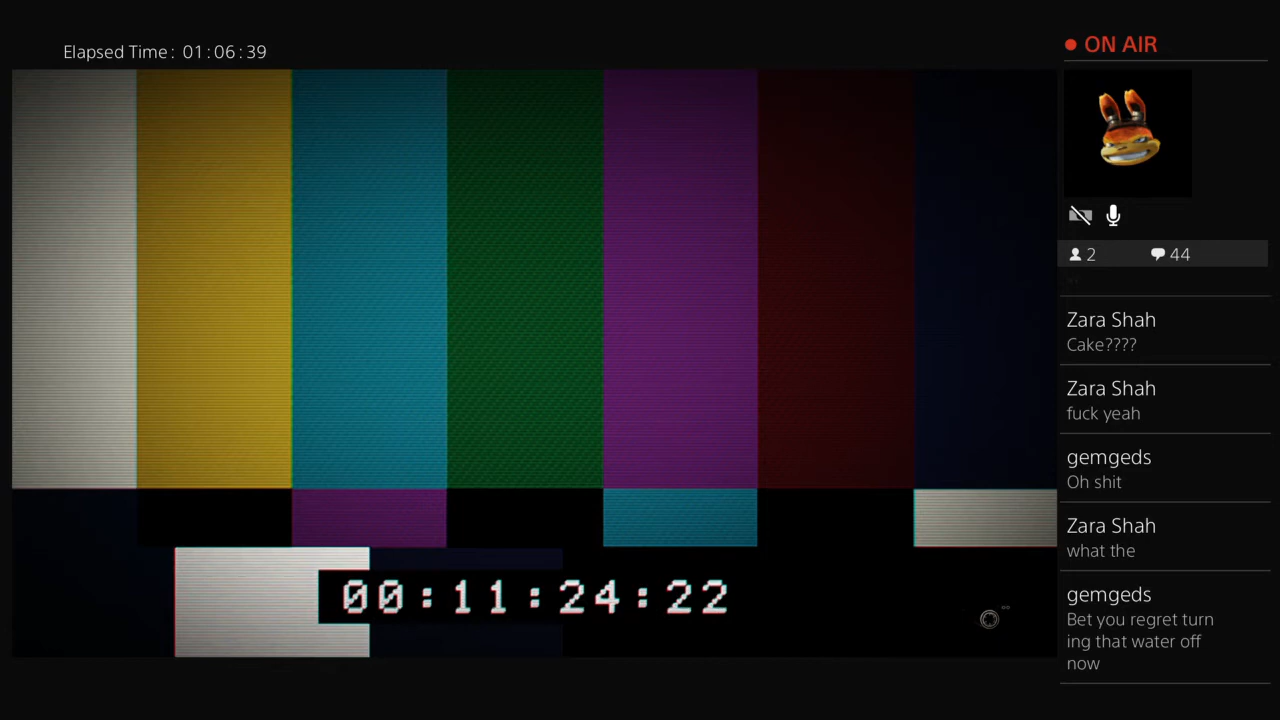 Elapsed Time: 01:06:39
ON AIR
2
44
Zara Shah
Cake????
Zara Shah
fuck yeah
gemgeds
Oh shit
Zara Shah
what the
gemgeds
Bet you regret turn
ing that water off
now
00:11:24:22